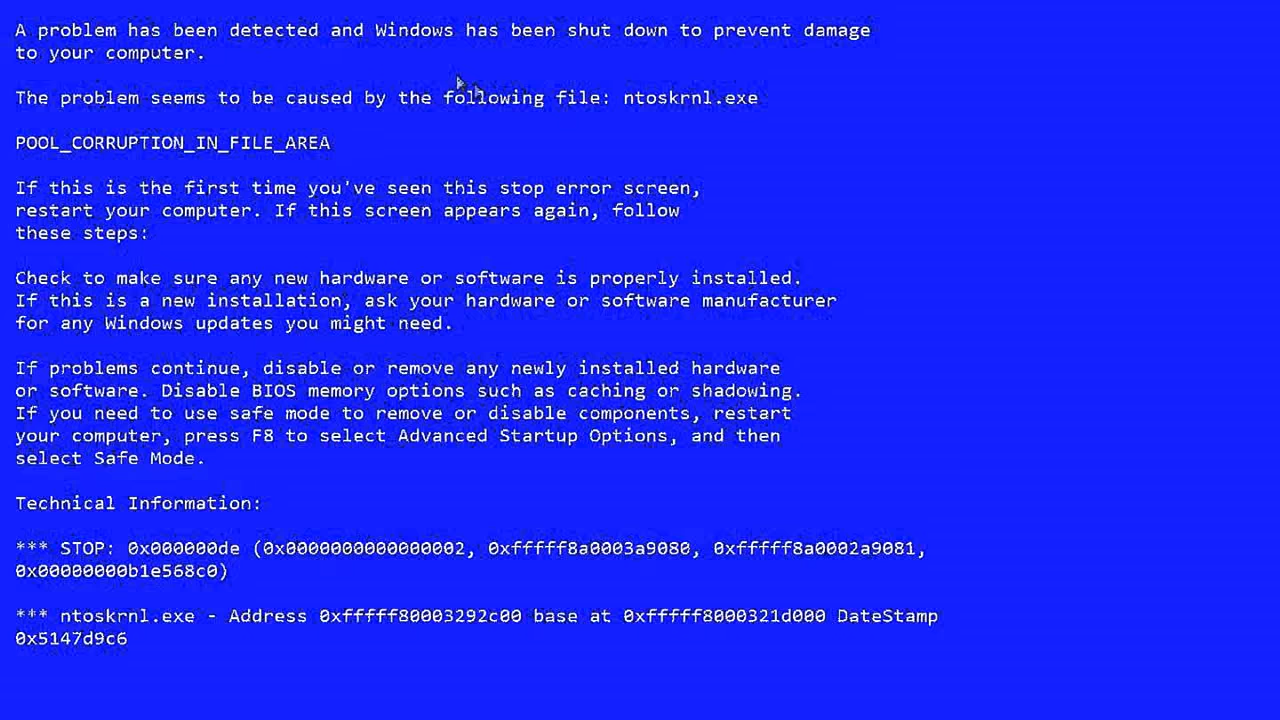 A problem has been detected and Windows has been shut down to prevent damage
to your computer.
The problem seems to be caused by the following file: ntoskrnl.exe
POOL_CORRUPTION_IN_FILE_AREA
If this is the first time you've seen this stop error screen,
restart your computer. If this screen appears again, follow
these steps:
Check to make sure any new hardware or software is properly installed.
If this is a new installation, ask your hardware or software manufacturer
for any Windows updates you might need.
If problems continue, disable or remove any newly installed hardware
or software. Disable BIOS memory options such as caching or shadowing.
If you need to use safe mode to remove or disable components, restart
your computer, press F8 to select Advanced Startup Options, and then
select Safe Mode.
Technical Information:
*** STOP: 0x000000de (0x0000000000000002, 0xfffff8a0003a9080, 0xfffff8a0002a9081,
0x00000000b1e568c0)
*** ntoskrnl.exe - Address 0xfffff80003292c00 base at 0xfffff8000321d000 DateStamp
0x5147d9c6